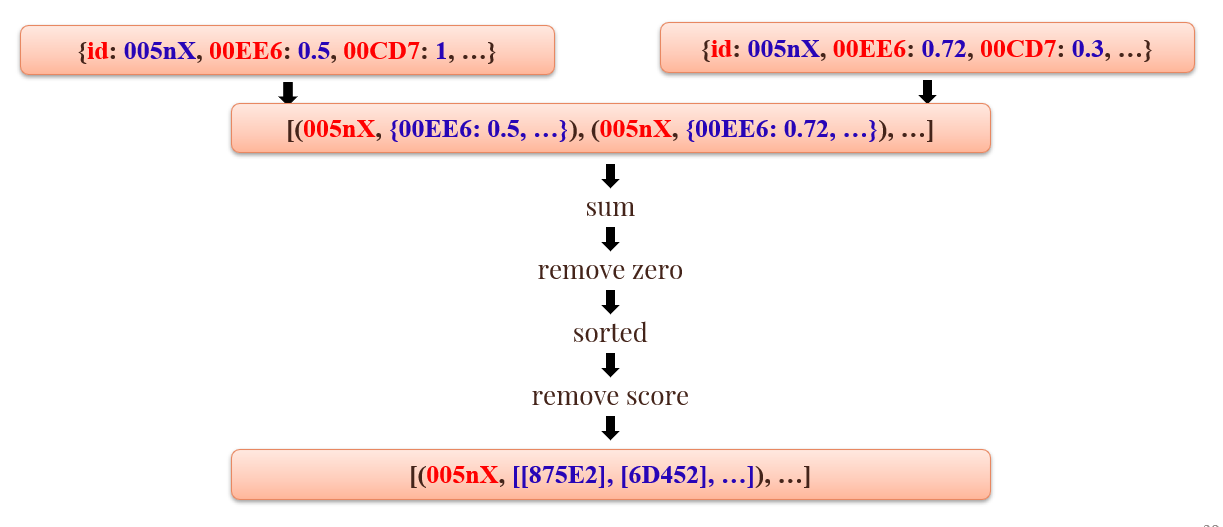 {id: 005nX, 00EE6: 0.5, 00CD7: 1, …}
{id: 005nX, 00EE6: 0.72, 00CD7: 0.3, …}
[(005nX, {00EE6: 0.5, …}), (005nX, {00EE6: 0.72, …}), …]
sum
remove zero
sorted
remove score
[(005nX, [[875E2], [6D452], …]), …]